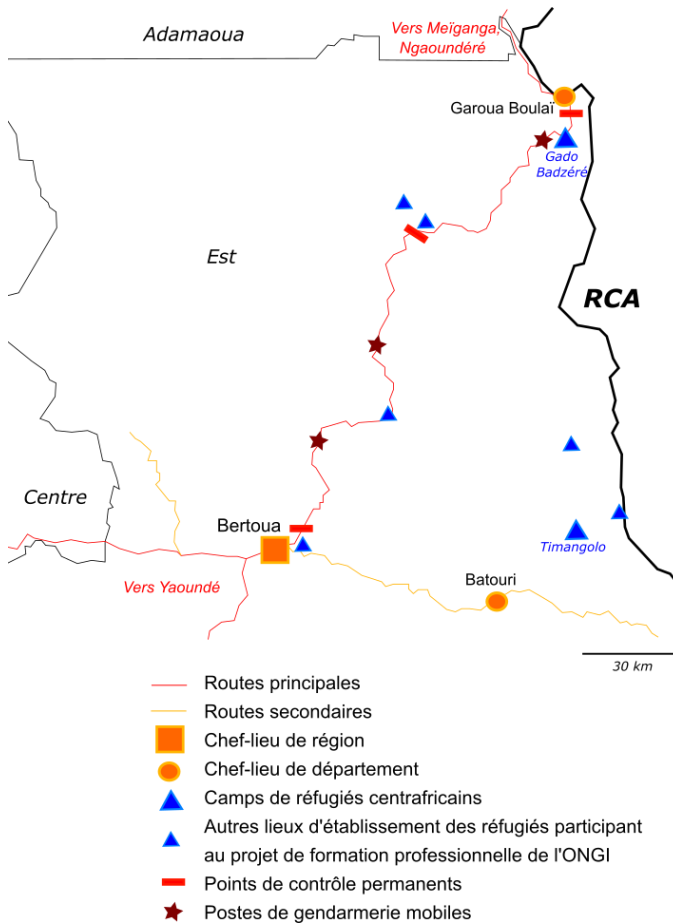 Adamaoua
Vers Meïganga,
Ngaoundéré
Garoua Boulaï
Gado
Badzéré
Est
RCA
Centre
Bertoua
Timangolo
Vers Yaoundé
Batouri
30 km
Routes principales
Routes secondaires
Chef-lieu de région
Chef-lieu de département
Camps de réfugiés centrafricains
Autres lieux d'établissement des réfugiés participant
au projet de formation professionnelle de l'ONGI
Points de contrôle permanents
Postes de gendarmerie mobiles